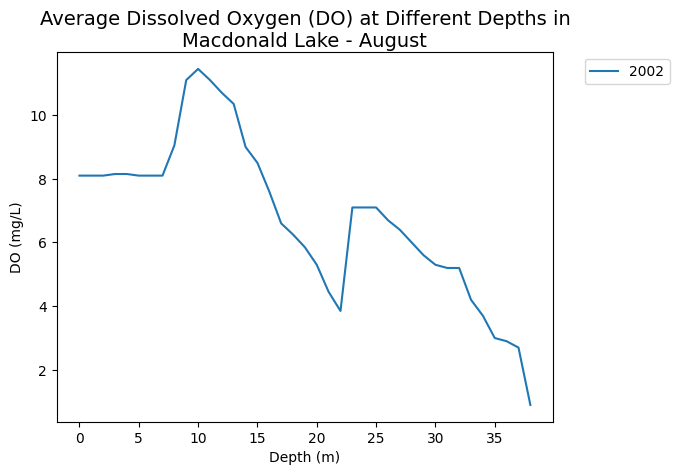 Average Dissolved Oxygen (DO) at Different Depths in
Macdonald Lake - August
2002
10
8
6
4
2
DO (mg/L)
0 5 10 15 20 25 30 35
Depth (m)